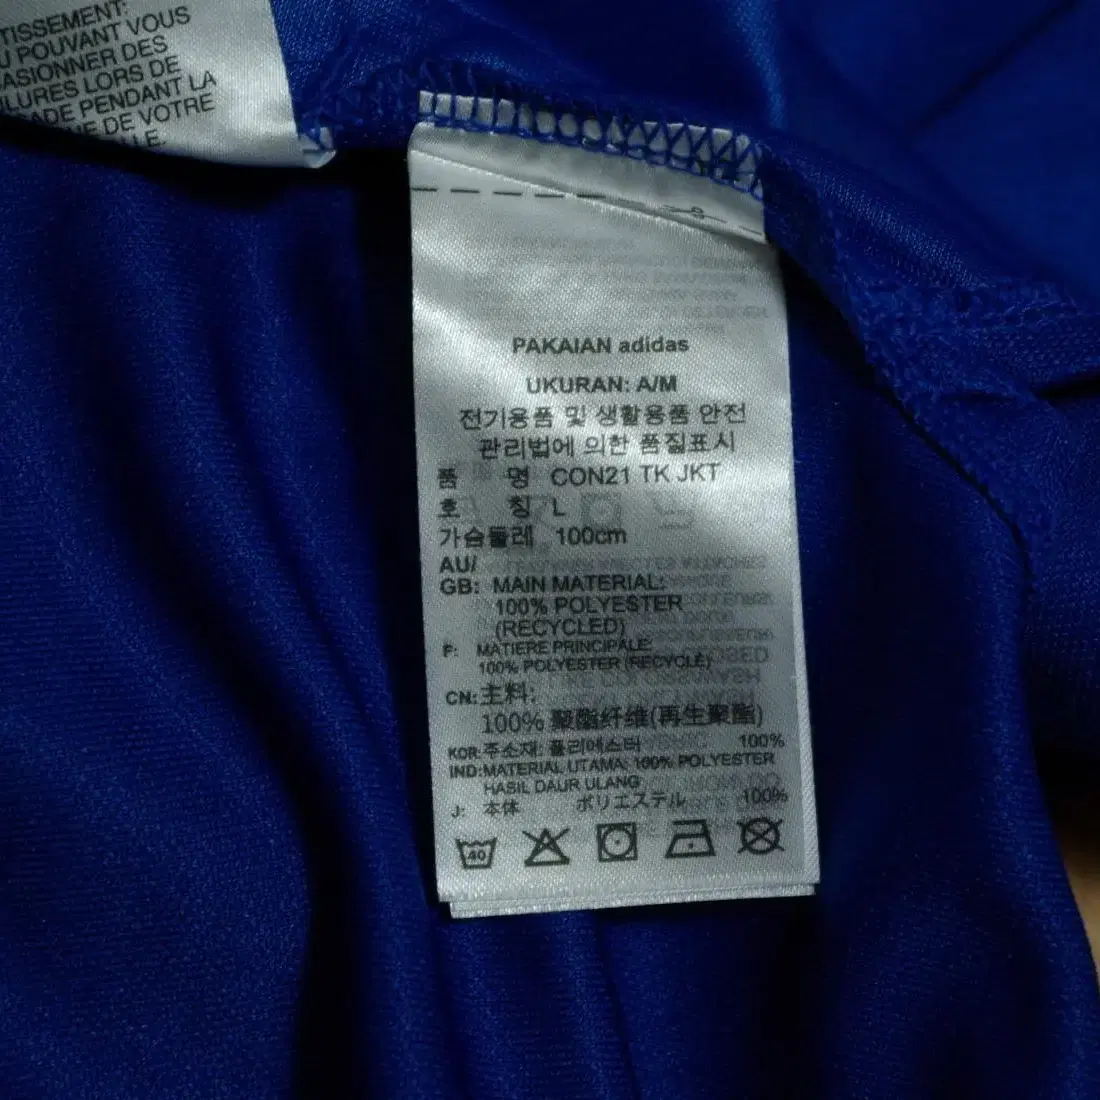 TISSEMENT:
U POUVANT VOUS
ASIONNER DES
LURES LORS DE
ADE PENDANT LA
UE DE VOTRE
LLE.
PAKAIAN adidas
UKURAN: A/M
전기용품 및 생활용품 안전
관리법에 의한 품질표시
품 명 CON21 TK JKT
호 칭 L
가슴둘레 100cm
AU/
GB: MAIN MATERIAL:
100% POLYESTER
(RECYCLED)
F: MATIERE PRINCIPALE:
100% POLYESTER (RECYCLÉ)
CN: 主料:
100% 聚酯纤维(再生聚酯)
KOR: 주소재: 폴리에스터 100%
IND: MATERIAL UTAMA: 100% POLYESTER
HASIL DAUR ULANG
J: 本体 ポリエステル 100%
40